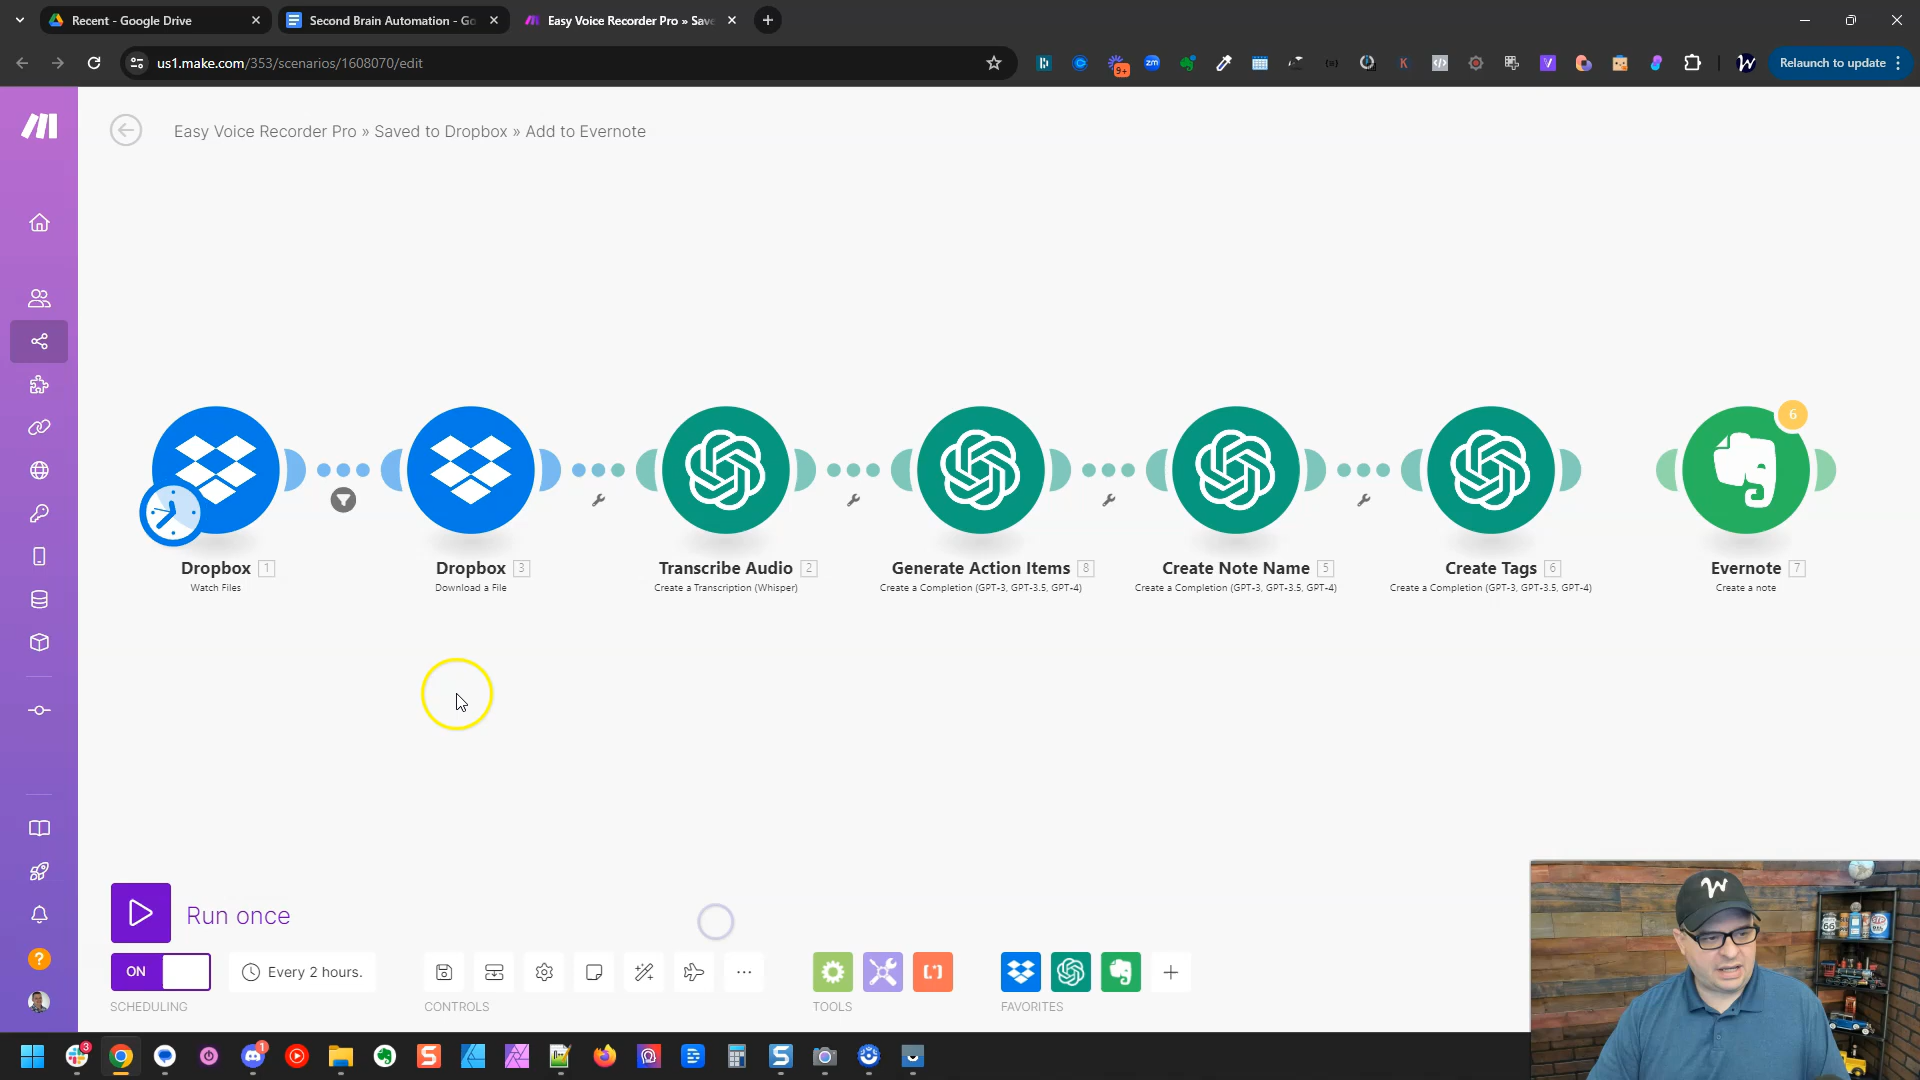 Recent - Google Drive
Second Brain Automation - Go
Easy Voice Recorder Pro » Save
us1.make.com/353/scenarios/1608070/edit
9+
zm
Relaunch to update
Easy Voice Recorder Pro » Saved to Dropbox » Add to Evernote
6
Dropbox 1
Watch Files
Dropbox 3
Download a File
Transcribe Audio 2
Create a Transcription (Whisper)
Generate Action Items 8
Create a Completion (GPT-3, GPT-3.5, GPT-4)
Create Note Name 5
Create a Completion (GPT-3, GPT-3.5, GPT-4)
Create Tags 6
Create a Completion (GPT-3, GPT-3.5, GPT-4)
Evernote 7
Create a note
Run once
ON
Every 2 hours.
SCHEDULING
CONTROLS
TOOLS
FAVORITES
3
1